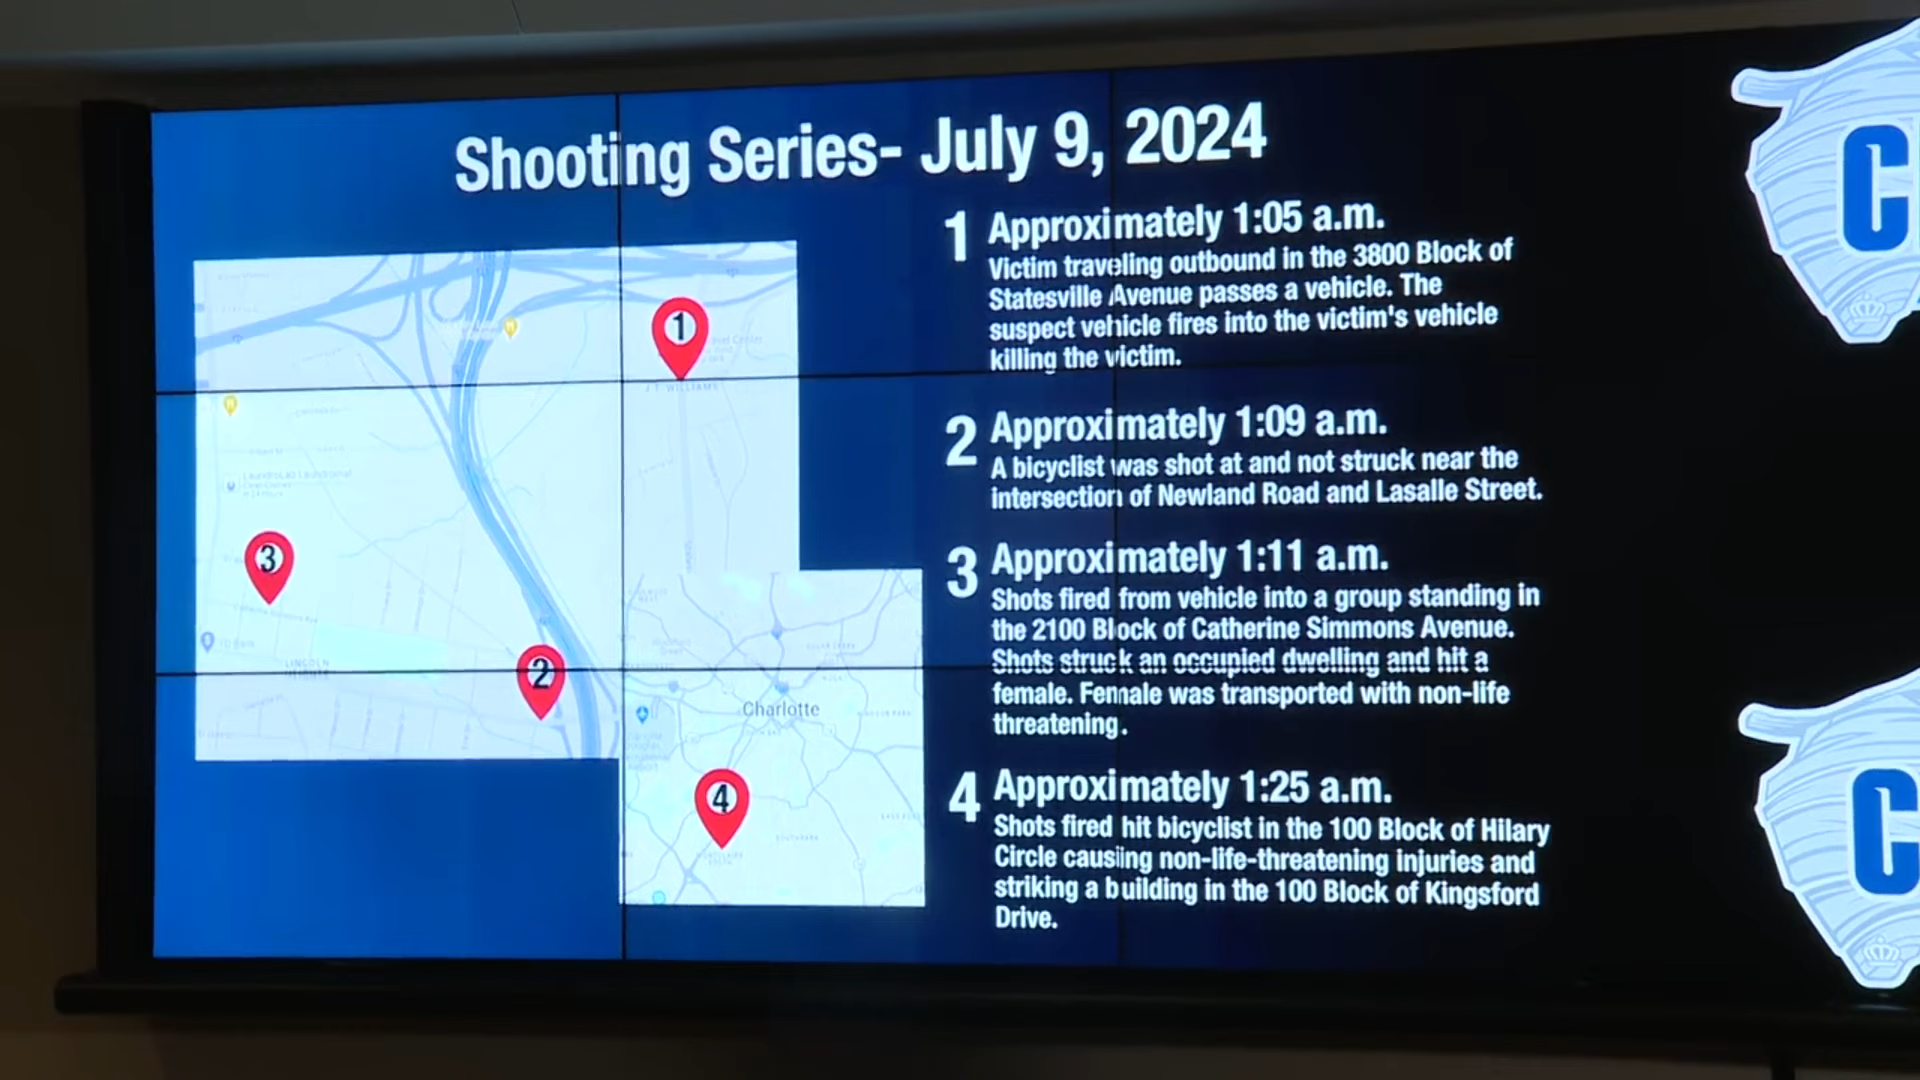 Shooting Series- July 9, 2024
1 Approximately 1:05 a.m.
Victim traveling outbound in the 3800 Block of
Statesville Avenue passes a vehicle. The
suspect vehicle fires into the victim's vehicle
killing the victim.
2 Approximately 1:09 a.m.
A bicyclist was shot at and not struck near the
intersection of Newland Road and Lasalle Street.
3 Approximately 1:11 a.m.
Shots fired from vehicle into a group standing in
the 2100 Block of Catherine Simmons Avenue.
Shots struck an occupied dwelling and hit a
female. Female was transported with non-life
threatening.
4 Approximately 1:25 a.m.
Shots fired hit bicyclist in the 100 Block of Hilary
Circle causing non-life-threatening injuries and
striking a building in the 100 Block of Kingsford
Drive.
1
J.T. WILLIAMS
3
LINCOLN
2
Charlotte
4
C
C